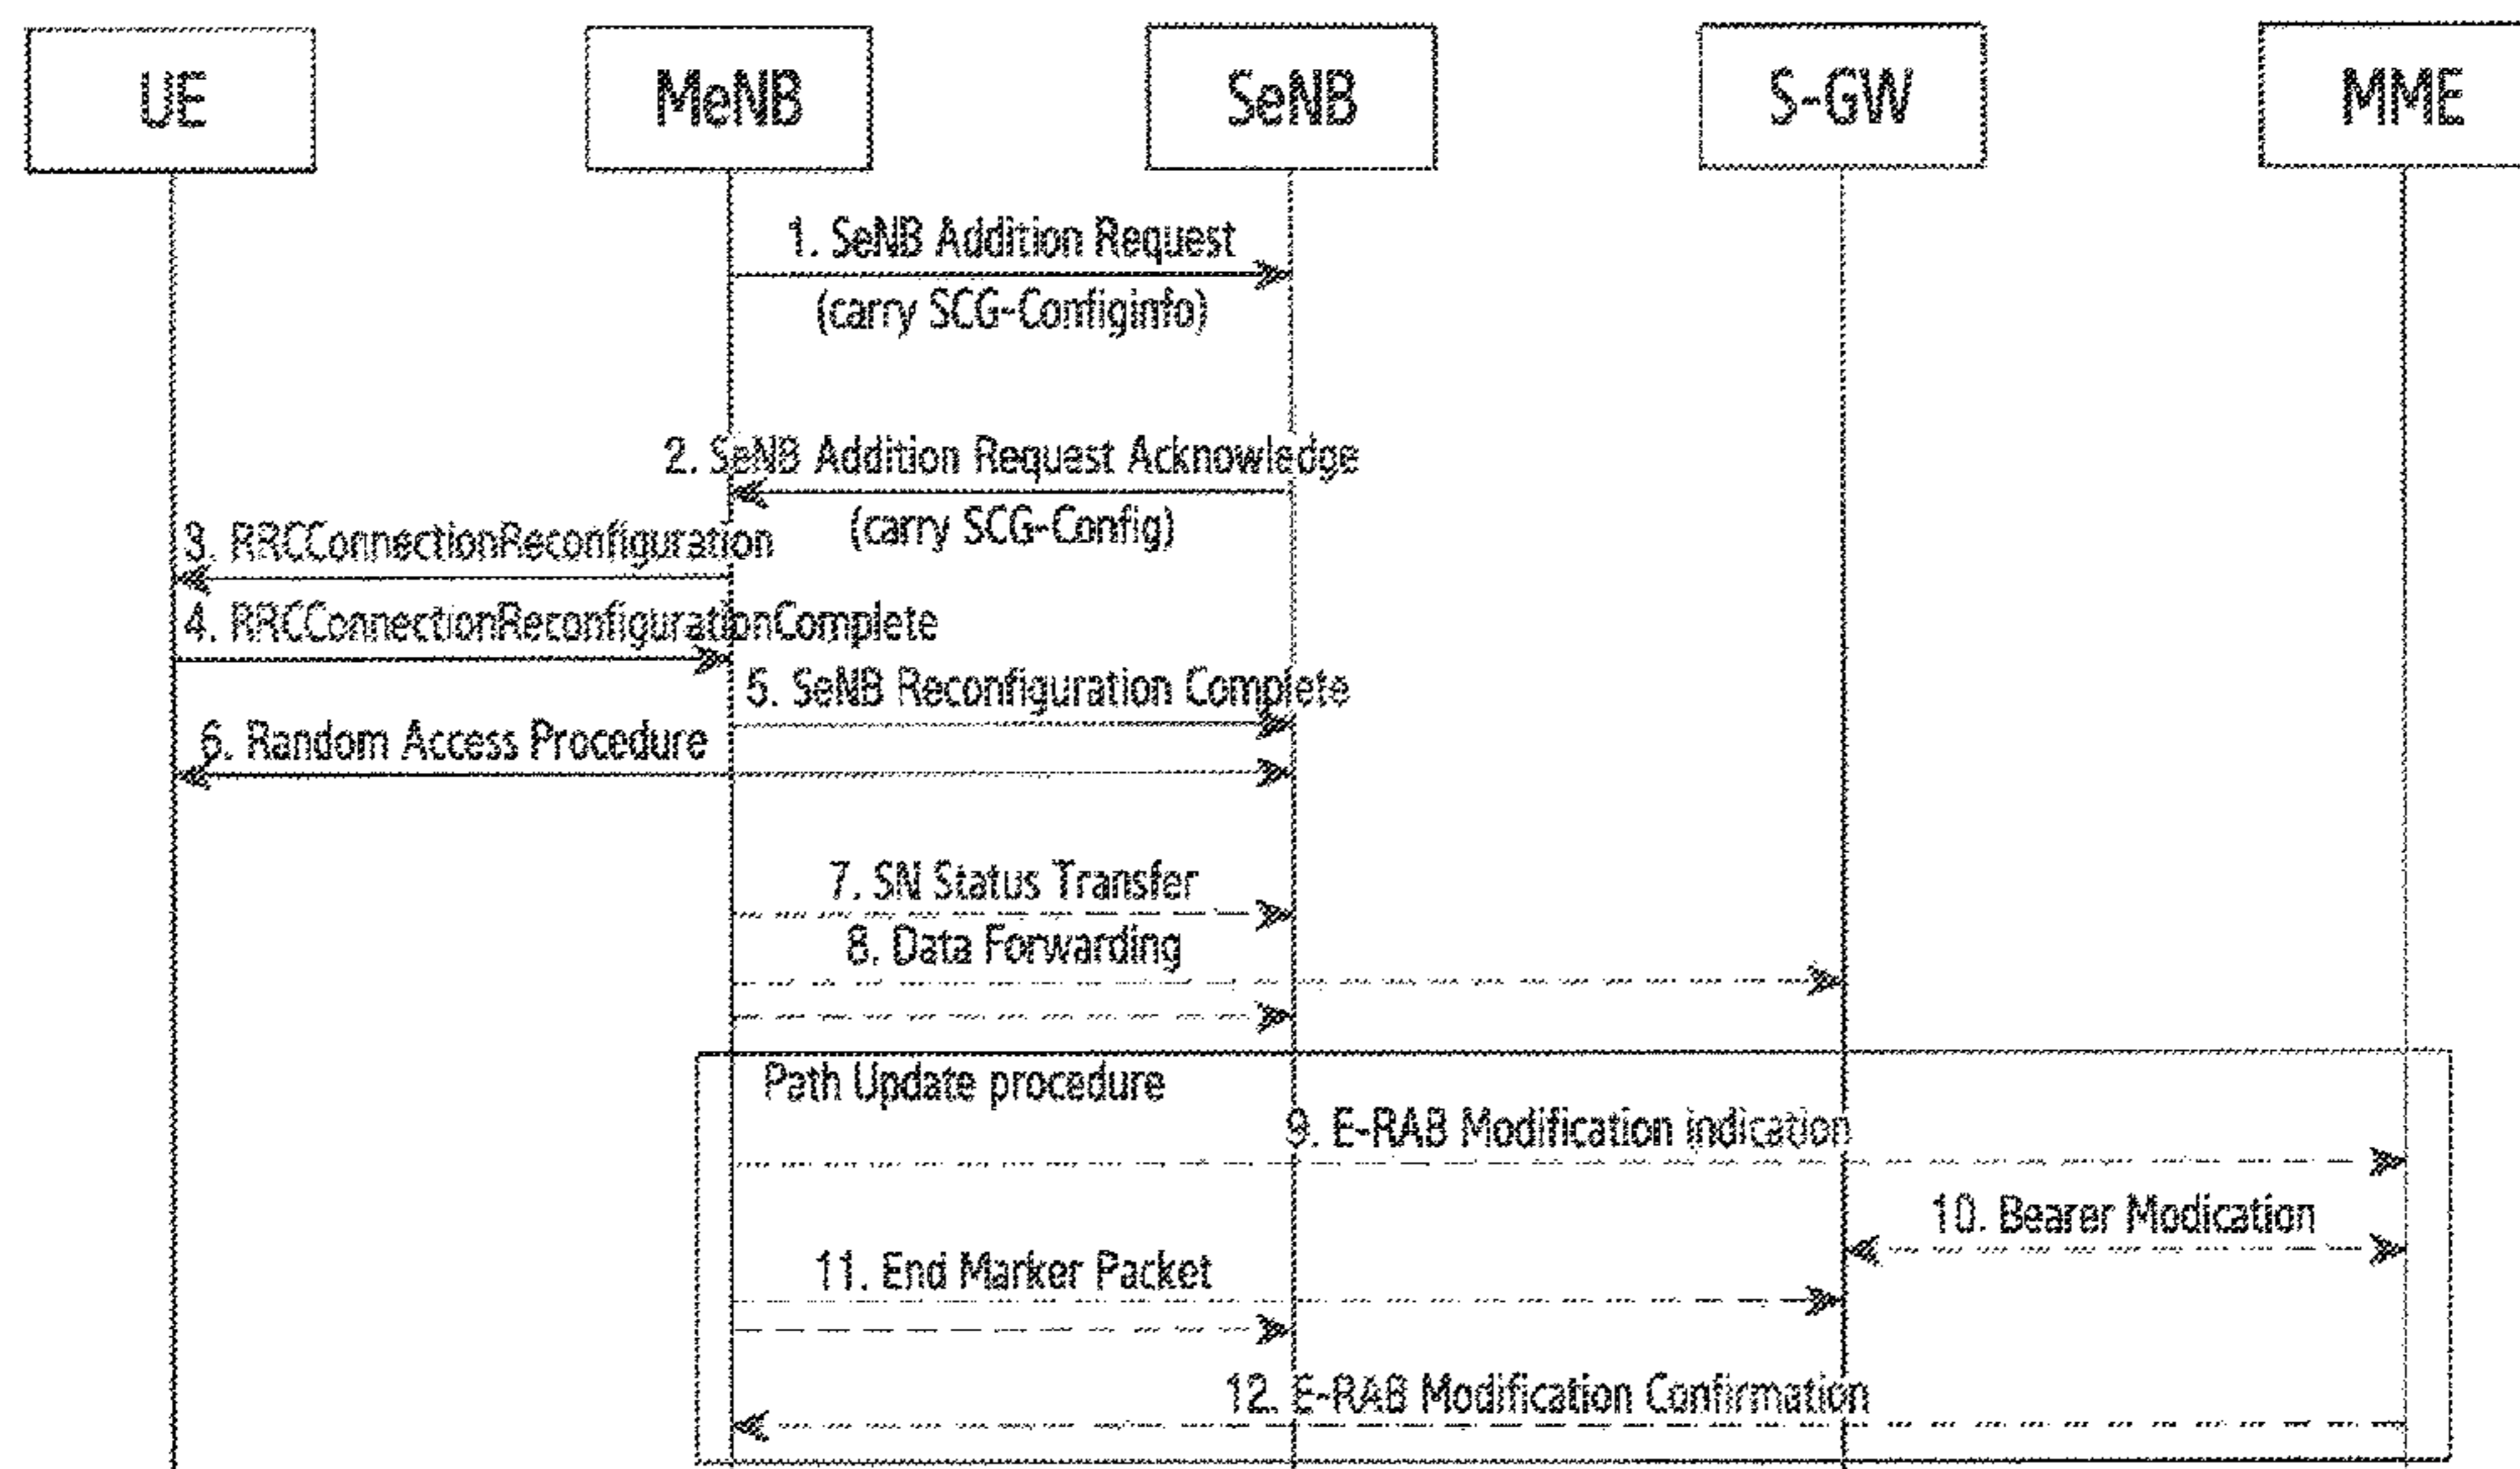 UE
MeNB
SeNB
S-GW
MME
1. SeNB Addition Request
(carry SCG-Configinfo)
2. SeNB Addition Request Acknowledge
(carry SCG-Config)
3. RRCConnectionReconfiguration
4. RRCConnectionReconfigurationComplete
5. SeNB Reconfiguration Complete
6. Random Access Procedure
7. SN Status Transfer
8. Data Forwarding
Path Update procedure
9. E-RAB Modification indication
10. Bearer Modication
11. End Marker Packet
12. E-RAB Modification Confirmation